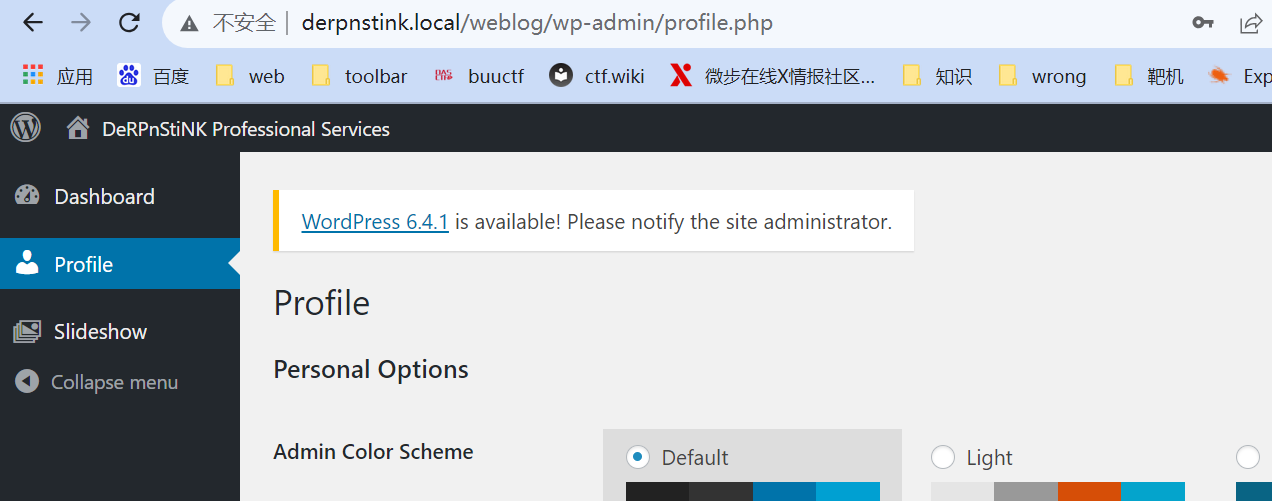 不安全 | derpnstink.local/weblog/wp-admin/profile.php
应用 百度 web toolbar buuctf ctf.wiki 微步在线X情报社区... 知识 wrong 靶机 Exp
DeRPnStiNK Professional Services
Dashboard
WordPress 6.4.1 is available! Please notify the site administrator.
Profile
Profile
Slideshow
Personal Options
Collapse menu
Admin Color Scheme
Default
Light